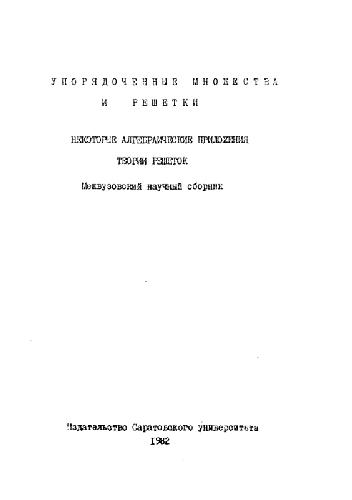 УПОРЯДОЧЕННЫЕ МНОЖЕСТВА
И РЕШЕТКИ
НЕКОТОРЫЕ АЛГЕБРАИЧЕСКИЕ ПРИЛОЖЕНИЯ
ТЕОРИИ РЕШЕТОК
Межвузовский научный сборник
Издательство Саратовского университета
1982